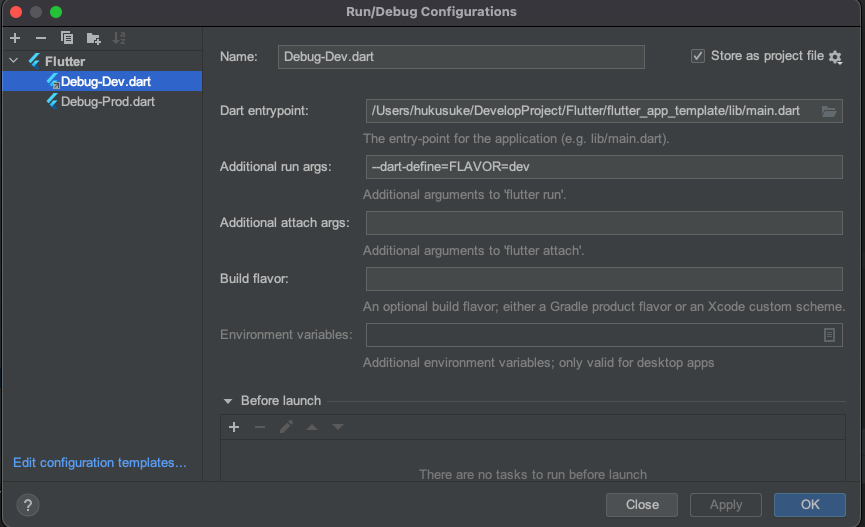 Run/Debug Configurations
Flutter
Debug-Dev.dart
Debug-Prod.dart
Name: Debug-Dev.dart
Store as project file
Dart entrypoint: /Users/hukusuke/DevelopProject/Flutter/flutter_app_template/lib/main.dart
The entry-point for the application (e.g. lib/main.dart).
Additional run args: --dart-define=FLAVOR=dev
Additional arguments to 'flutter run'.
Additional attach args:
Additional arguments to 'flutter attach'.
Build flavor:
An optional build flavor; either a Gradle product flavor or an Xcode custom scheme.
Environment variables:
Additional environment variables; only valid for desktop apps
Before launch
There are no tasks to run before launch
Edit configuration templates...
? Close Apply OK